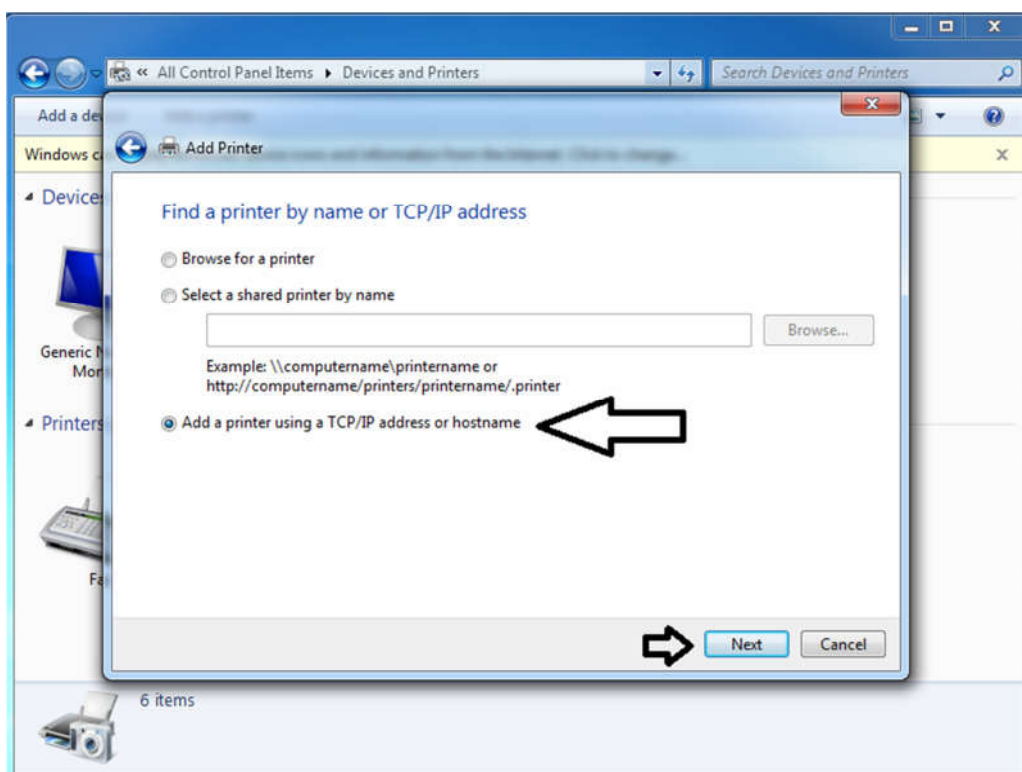 « All Control Panel Items ▸ Devices and Printers
Search Devices and Printers
Add a de
Add Printer
Windows c
Device
Find a printer by name or TCP/IP address
Browse for a printer
Select a shared printer by name
Browse...
Generic N
Mon
Example: \\computername\printername or
http://computername/printers/printername/.printer
Printers
Add a printer using a TCP/IP address or hostname
Fa
Next
Cancel
6 items